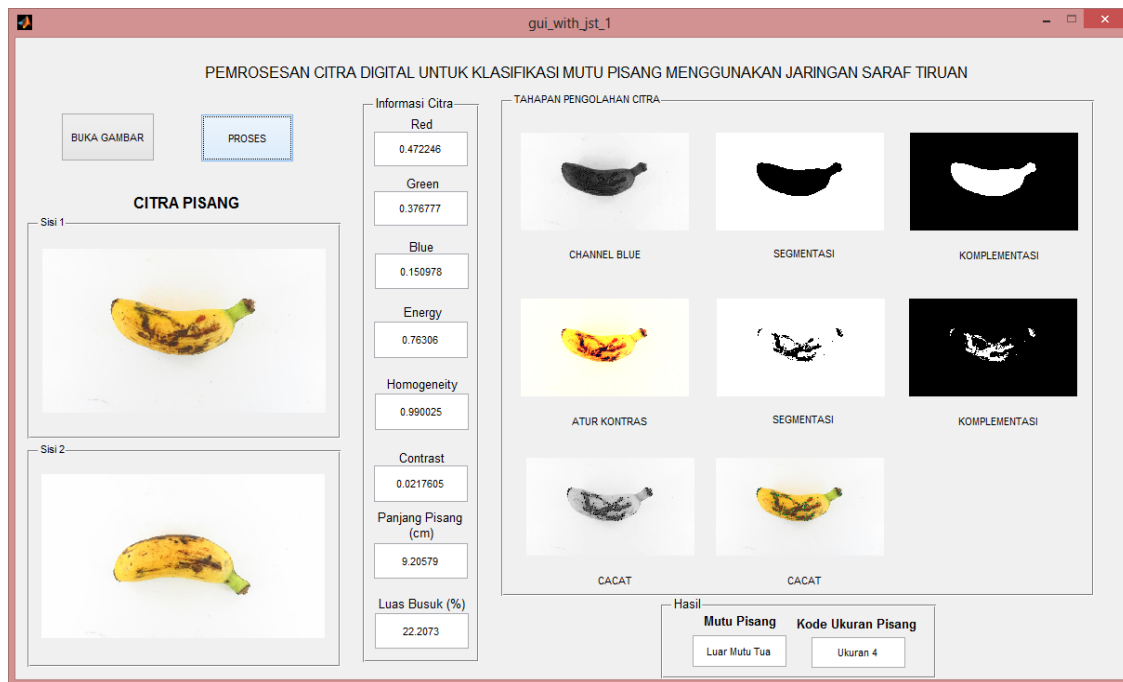 gui_with_jst_1
PEMROSESAN CITRA DIGITAL UNTUK KLASIFIKASI MUTU PISANG MENGGUNAKAN JARINGAN SARAF TIRUAN
BUKA GAMBAR
PROSES
CITRA PISANG
Sisi 1
Sisi 2
Informasi Citra
Red
0.472246
Green
0.376777
Blue
0.150978
Energy
0.76306
Homogeneity
0.990025
Contrast
0.0217605
Panjang Pisang
(cm)
9.20579
Luas Busuk (%)
22.2073
TAHAPAN PENGOLAHAN CITRA
CHANNEL BLUE
SEGMENTASI
KOMPLEMENTASI
ATUR KONTRAS
SEGMENTASI
KOMPLEMENTASI
CACAT
CACAT
Hasil
Mutu Pisang
Luar Mutu Tua
Kode Ukuran Pisang
Ukuran 4